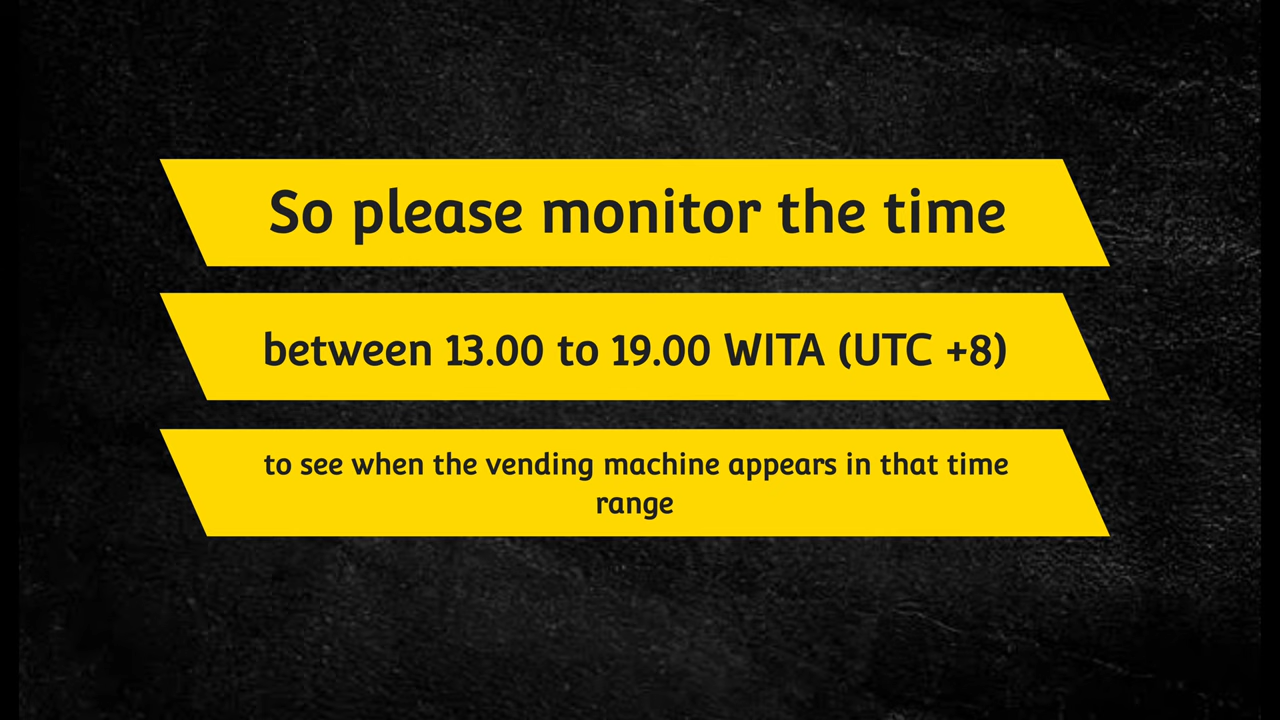 So please monitor the time
between 13.00 to 19.00 WITA (UTC +8)
to see when the vending machine appears in that time
range